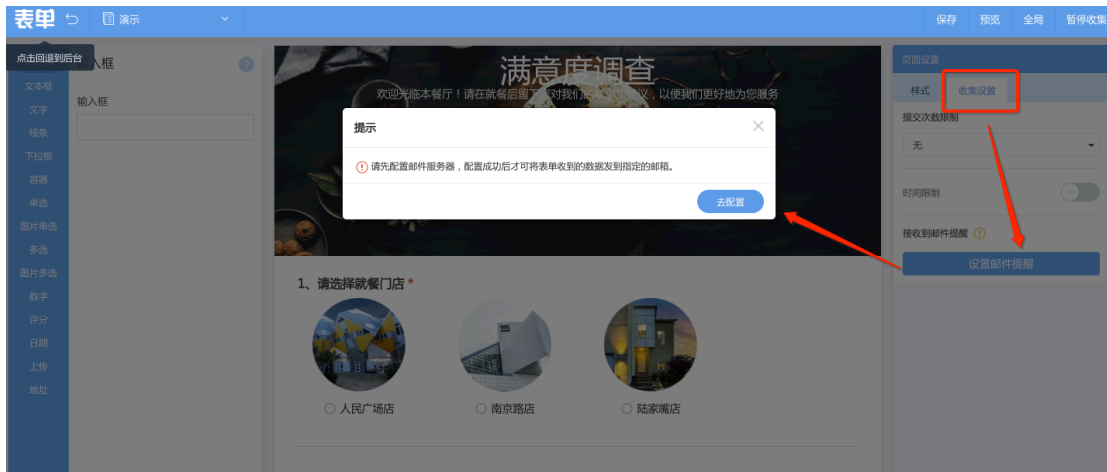 表单
演示
保存
预览
全局
暂停收集
点击回退到后台
入框
文本框
文字
线条
下拉框
容器
单选
图片单选
多选
图片多选
数字
评分
日期
上传
地址
输入框
满意度调查
欢迎光临本餐厅！请在就餐后留下您对我们的
议，以便我们更好地为您服务
提示
请先配置邮件服务器，配置成功后才可将表单收到的数据发到指定的邮箱。
去配置
1、请选择就餐门店 *
人民广场店
南京路店
陆家嘴店
页面设置
样式
收集设置
提交次数限制
无
时间限制
接收到邮件提醒
设置邮件提醒